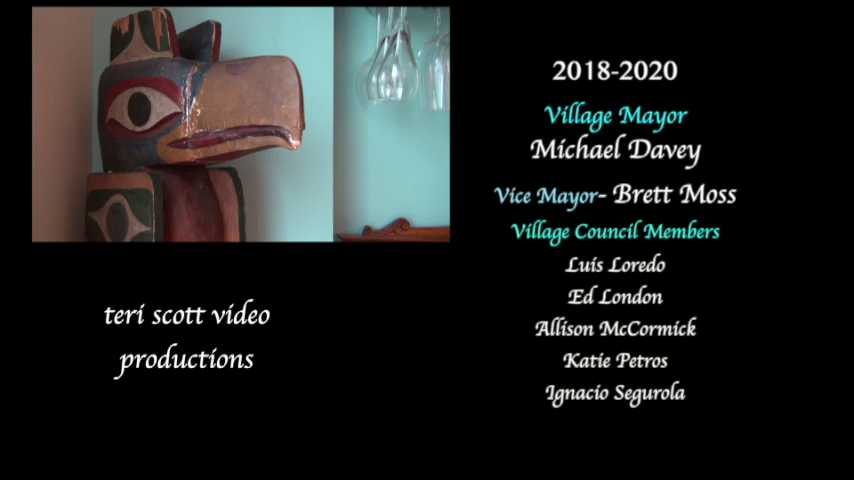 2018-2020
Village Mayor
Michael Davey
Vice Mayor- Brett Moss
Village Council Members
Luis Loredo
Ed London
Allison McCormick
Katie Petros
Ignacio Segurola
teri scott video
productions